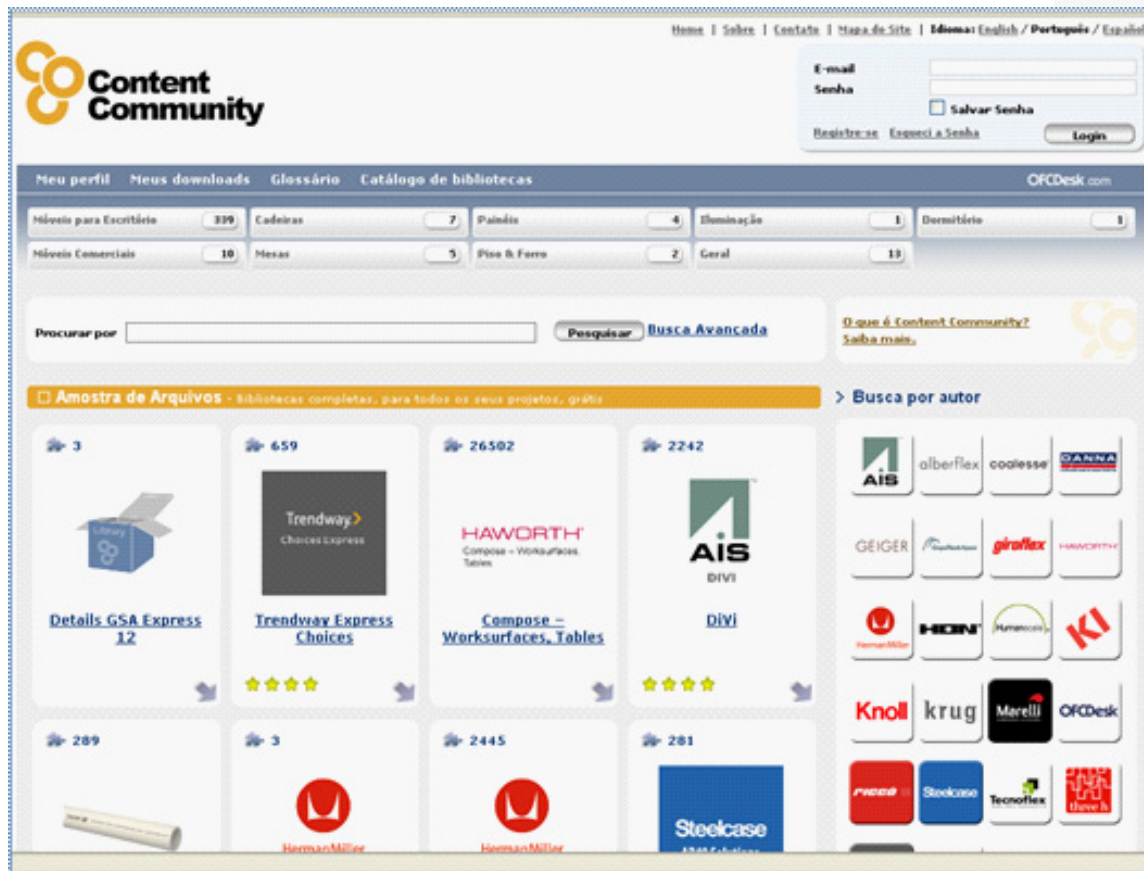 Home | Sobre | Contato | Mapa do Site | Idioma: English / Português / Español
Content
Community
E-mail
Senha
Salvar Senha
Registre-se Esqueci a Senha Login
Meu perfil Meus downloads Glossário Catálogo de bibliotecas OFCDesk.com
Móveis para Escritório 339 Cadeiras 7 Painéis 4 Iluminação 1 Dormitório 1
Móveis Comerciais 10 Mesas 5 Piso & Forro 2 Geral 13
Procurar por Pesquisar Busca Avançada
O que é Content Community?
Saiba mais.
Amostra de Arquivos - Bibliotecas completas, para todos os seus projetos, grátis
3 659 26502 2242
Library
Trendway
Choices Express
HAWORTH
Compose – Worksurfaces,
Tables
AIS
DIVI
Details GSA Express
12
Trendway Express
Choices
Compose –
Worksurfaces, Tables
DiVi
289 3 2445 281
HermanMiller
HermanMiller
Steelcase
Busca por autor
AIS alberflex coalesse DANNA
GEIGER giroflex HAWORTH
HermanMiller HON Humanscale KI
Knoll krug Marelli OFCDesk
RICCÓ Steelcase Tecnoflex three h